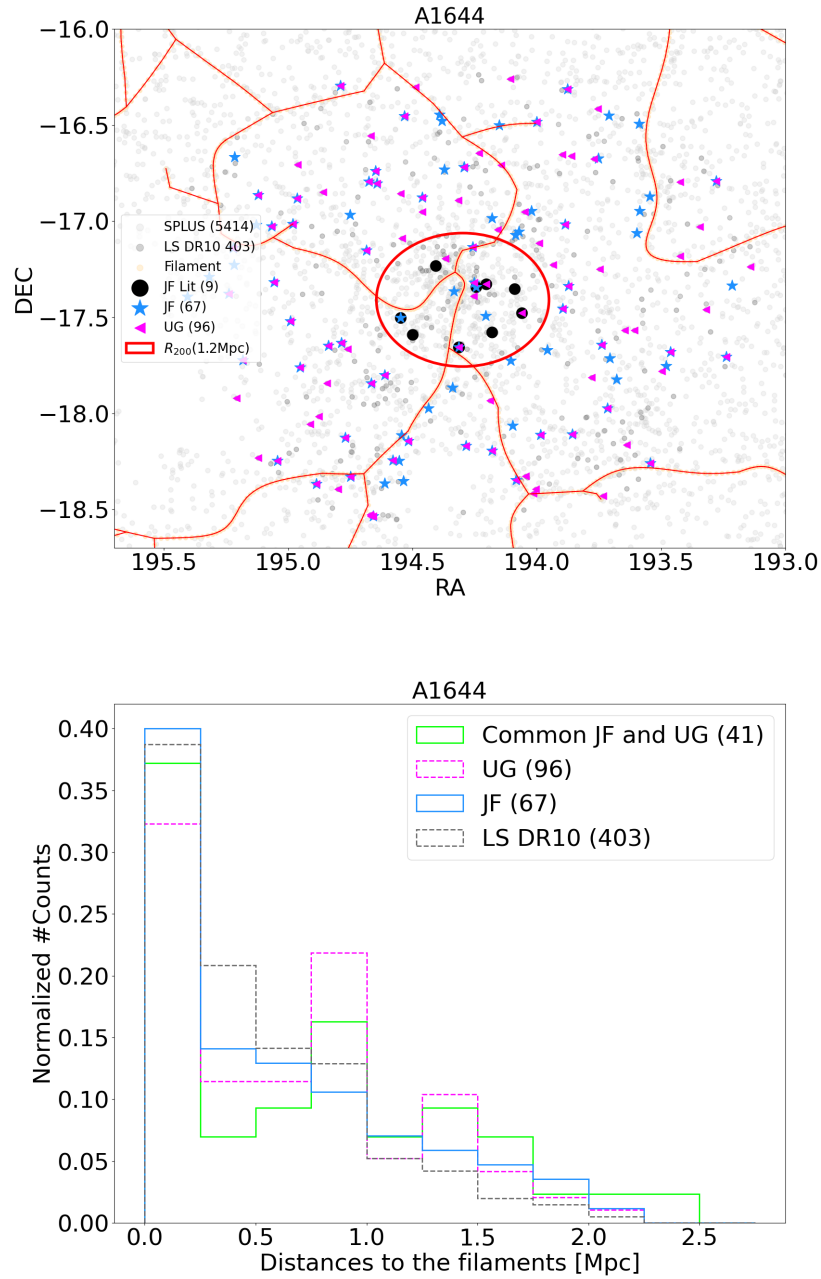 A1644
−16.0
−16.5
−17.0
−17.5
−18.0
−18.5
DEC
SPLUS (5414)
LS DR10 403)
Filament
JF Lit (9)
JF (67)
UG (96)
R200(1.2Mpc)
195.5 195.0 194.5 194.0 193.5 193.0
RA
A1644
0.40
0.35
0.30
0.25
0.20
0.15
0.10
0.05
0.00
Normalized #Counts
Common JF and UG (41)
UG (96)
JF (67)
LS DR10 (403)
0.0 0.5 1.0 1.5 2.0 2.5
Distances to the filaments [Mpc]